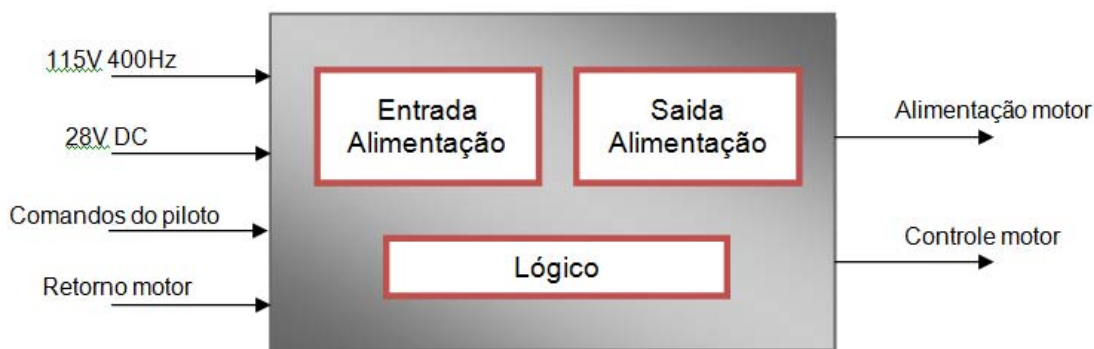 115V 400Hz
28V DC
Comandos do piloto
Retorno motor
Entrada
Alimentação
Saida
Alimentação
Lógico
Alimentação motor
Controle motor